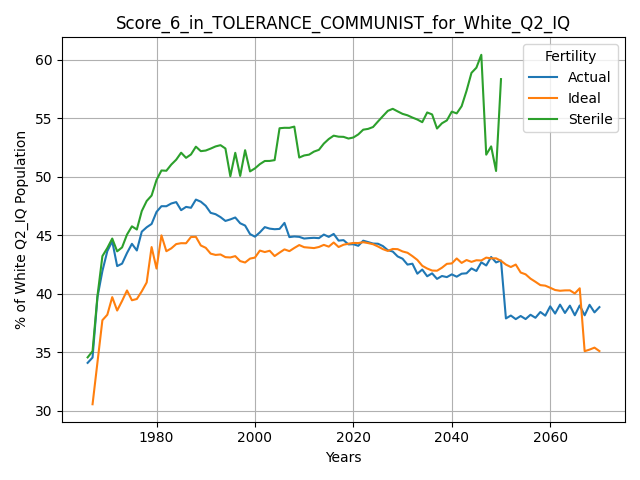 Score_6_in_TOLERANCE_COMMUNIST_for_White_Q2_IQ
Fertility
Actual
Ideal
Sterile
% of White Q2_IQ Population
60
55
50
45
40
35
30
1980
2000
2020
2040
2060
Years